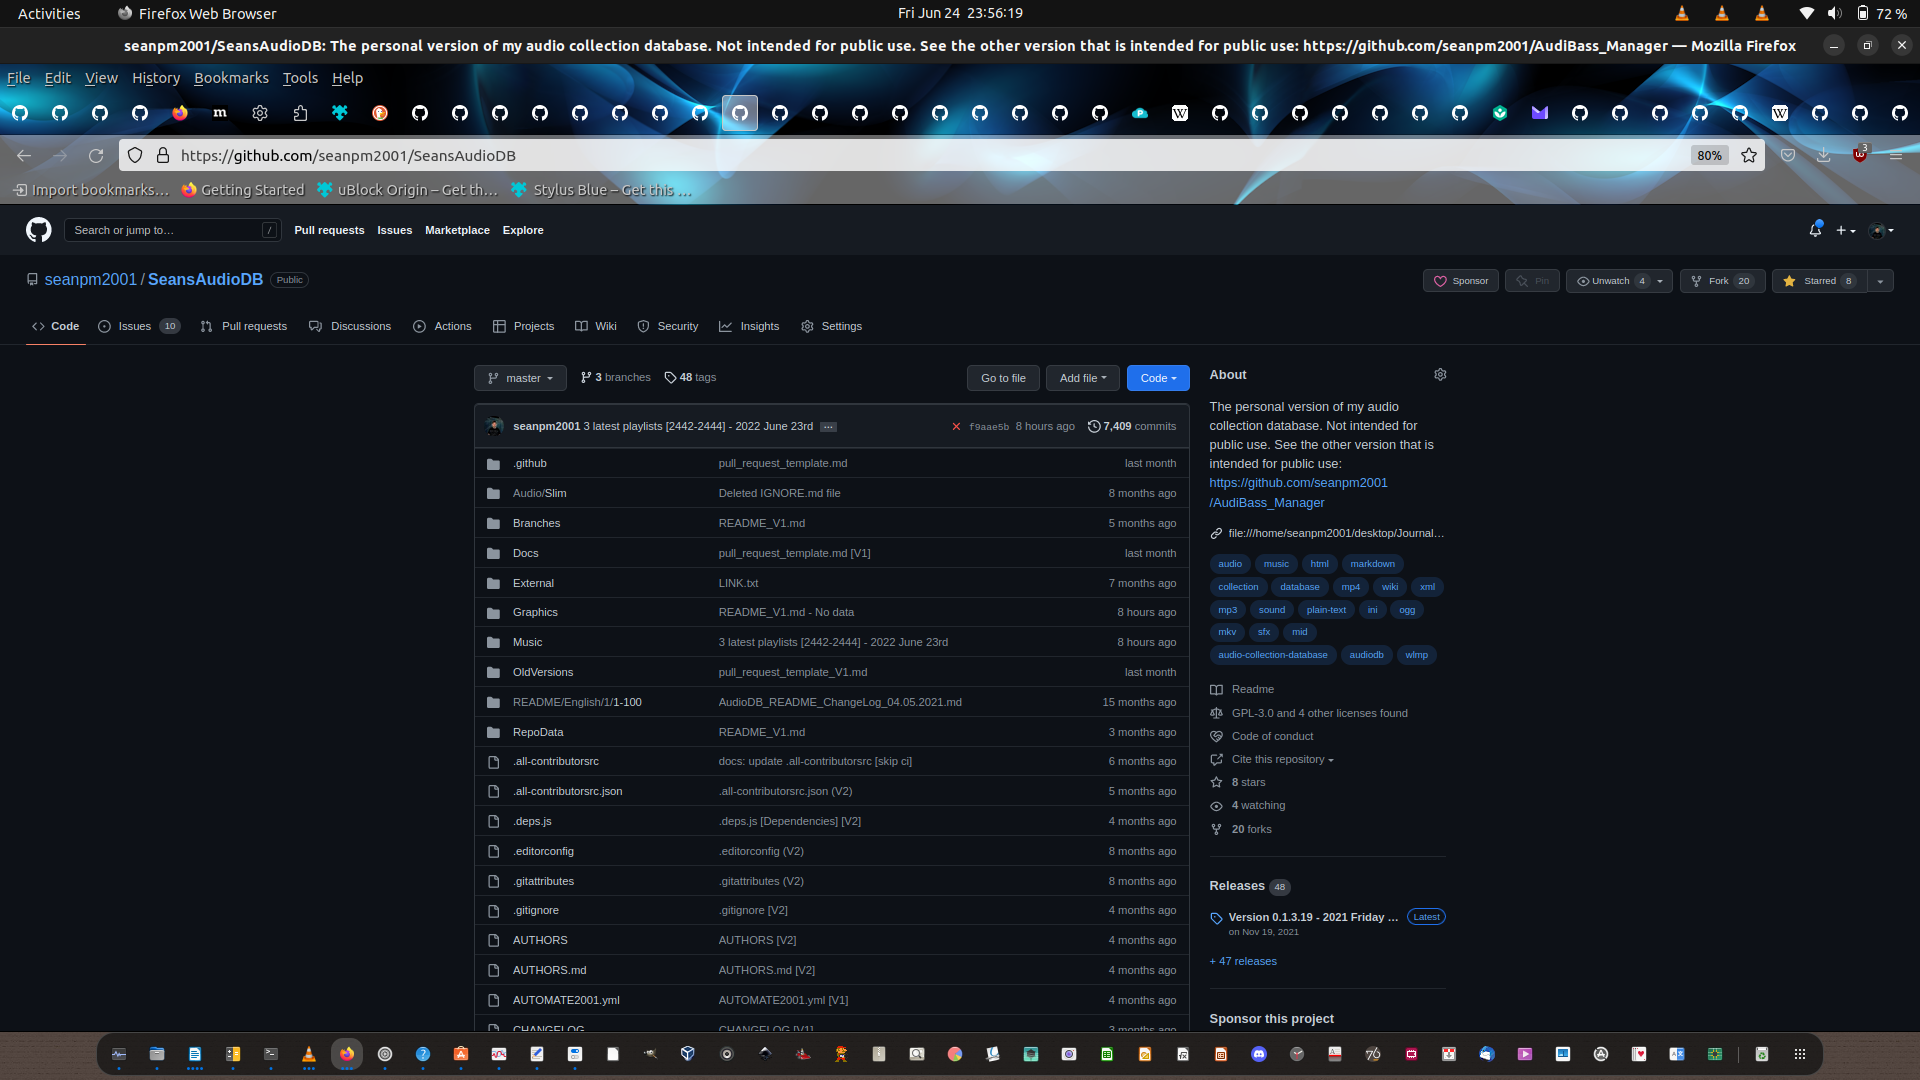 Activities
Firefox Web Browser
Fri Jun 24 23:56:19
72 %
seanpm2001/SeansAudioDB: The personal version of my audio collection database. Not intended for public use. See the other version that is intended for public use: https://github.com/seanpm2001/AudiBass_Manager — Mozilla Firefox
File Edit View History Bookmarks Tools Help
https://github.com/seanpm2001/SeansAudioDB
80%
3
Import bookmarks…
Getting Started
uBlock Origin – Get th…
Stylus Blue – Get this …
Search or jump to…
/
Pull requests Issues Marketplace Explore
seanpm2001 / SeansAudioDB Public
Sponsor
Pin
Unwatch 4
Fork 20
Starred 8
Code
Issues 10
Pull requests
Discussions
Actions
Projects
Wiki
Security
Insights
Settings
master
3 branches
48 tags
Go to file
Add file
Code
seanpm2001 3 latest playlists [2442-2444] - 2022 June 23rd …
f9aae5b 8 hours ago
7,409 commits
.github pull_request_template.md last month
Audio/Slim Deleted IGNORE.md file 8 months ago
Branches README_V1.md 5 months ago
Docs pull_request_template.md [V1] last month
External LINK.txt 7 months ago
Graphics README_V1.md - No data 8 hours ago
Music 3 latest playlists [2442-2444] - 2022 June 23rd 8 hours ago
OldVersions pull_request_template_V1.md last month
README/English/1/1-100 AudioDB_README_ChangeLog_04.05.2021.md 15 months ago
RepoData README_V1.md 3 months ago
.all-contributorsrc docs: update .all-contributorsrc [skip ci] 6 months ago
.all-contributorsrc.json .all-contributorsrc.json (V2) 5 months ago
.deps.js .deps.js [Dependencies] [V2] 4 months ago
.editorconfig .editorconfig (V2) 8 months ago
.gitattributes .gitattributes (V2) 8 months ago
.gitignore .gitignore [V2] 4 months ago
AUTHORS AUTHORS [V2] 4 months ago
AUTHORS.md AUTHORS.md [V2] 4 months ago
AUTOMATE2001.yml AUTOMATE2001.yml [V1] 4 months ago
CHANGELOG CHANGELOG [V1] 3 months ago
About
The personal version of my audio
collection database. Not intended for
public use. See the other version that is
intended for public use:
https://github.com/seanpm2001
/AudiBass_Manager
file:///home/seanpm2001/desktop/Journal…
audio music html markdown
collection database mp4 wiki xml
mp3 sound plain-text ini ogg
mkv sfx mid
audio-collection-database audiodb wlmp
Readme
GPL-3.0 and 4 other licenses found
Code of conduct
Cite this repository
8 stars
4 watching
20 forks
Releases 48
Version 0.1.3.19 - 2021 Friday … Latest
on Nov 19, 2021
+ 47 releases
Sponsor this project